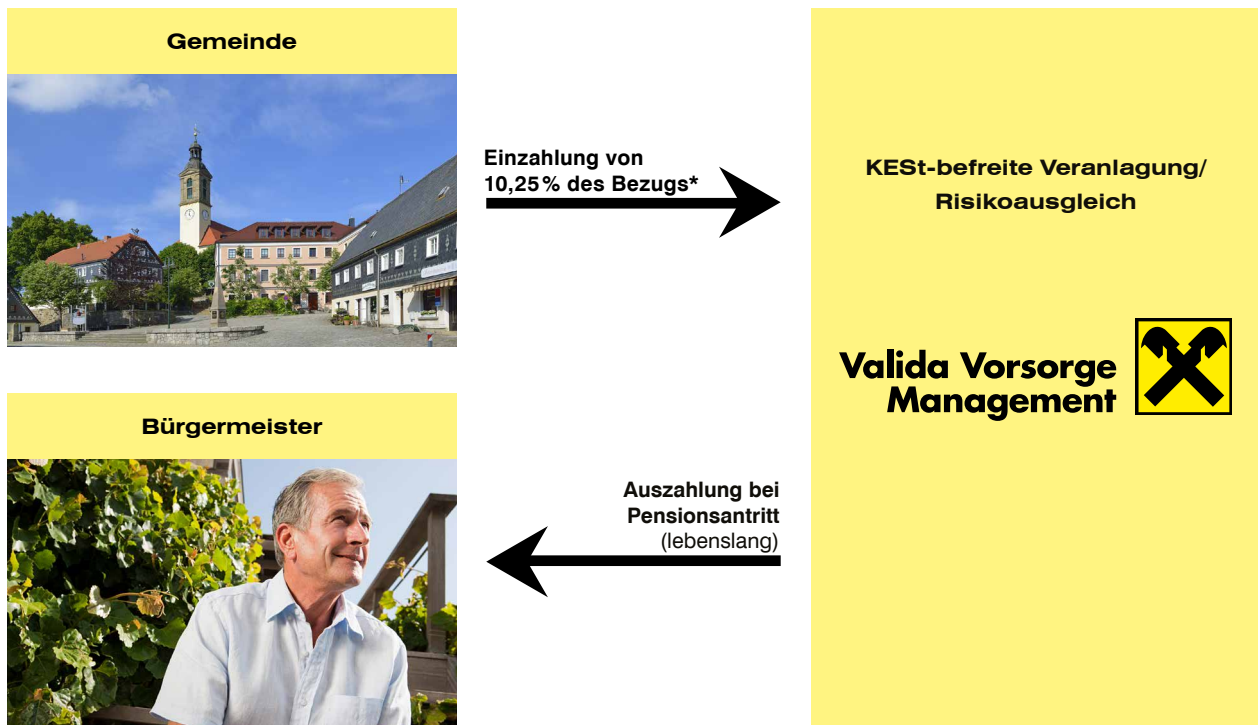 Gemeinde
Einzahlung von
10,25% des Bezugs*
KESt-befreite Veranlagung/
Risikoausgleich
Valida Vorsorge
Management
Bürgermeister
Auszahlung bei
Pensionsantritt
(lebenslang)